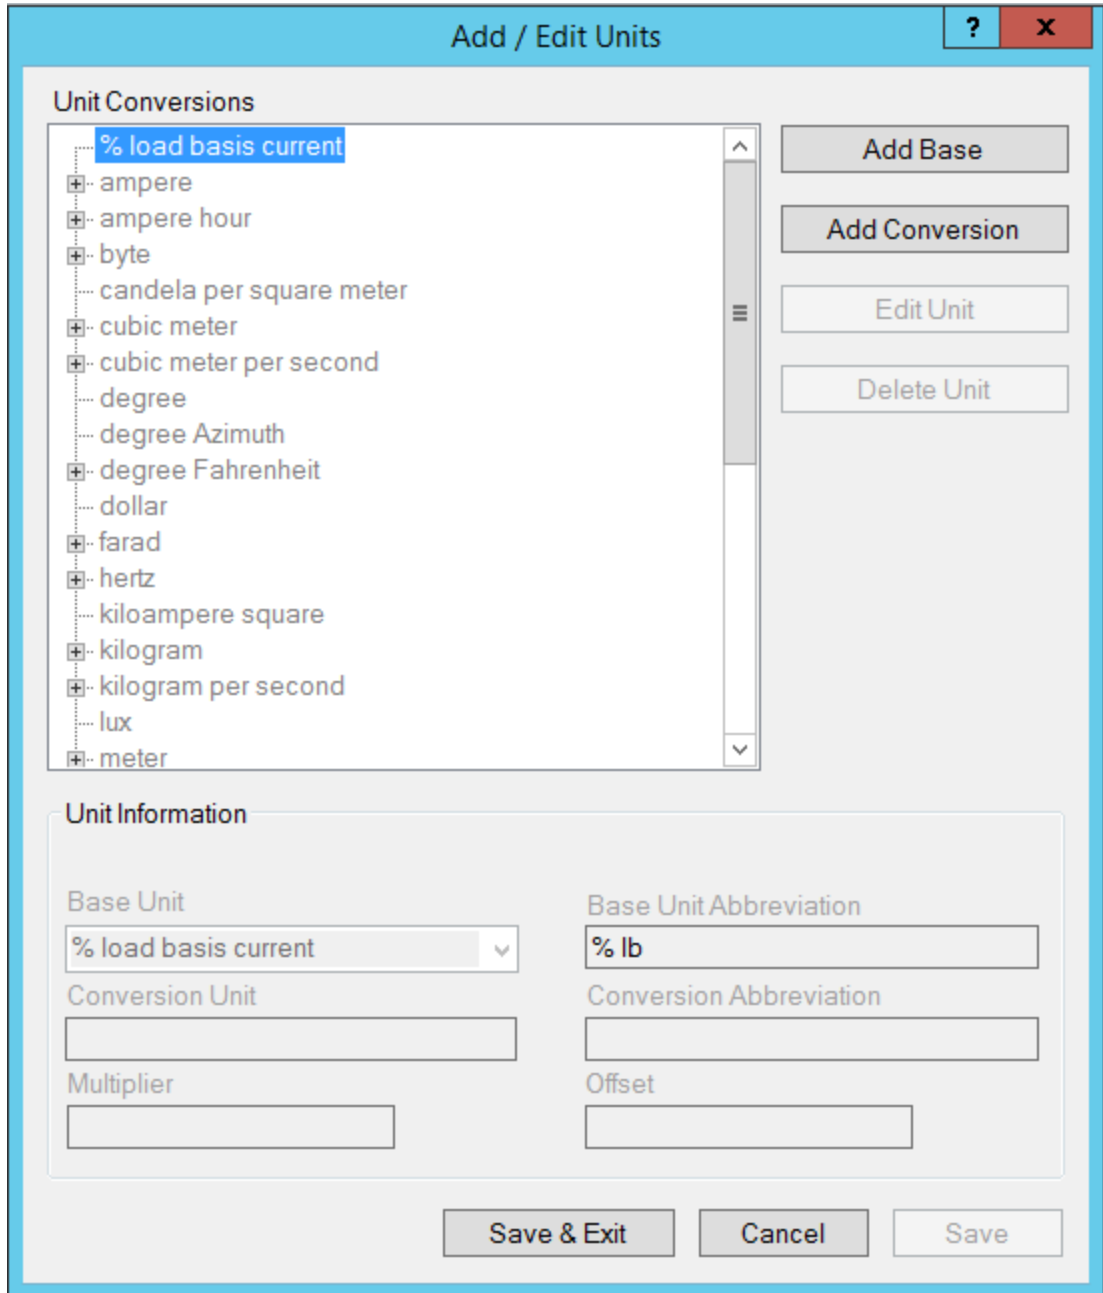 Add / Edit Units
?
x
Unit Conversions
% load basis current
ampere
ampere hour
byte
candela per square meter
cubic meter
cubic meter per second
degree
degree Azimuth
degree Fahrenheit
dollar
farad
hertz
kiloampere square
kilogram
kilogram per second
lux
meter
Add Base
Add Conversion
Edit Unit
Delete Unit
Unit Information
Base Unit
Base Unit Abbreviation
% load basis current
% lb
Conversion Unit
Conversion Abbreviation
Multiplier
Offset
Save & Exit
Cancel
Save